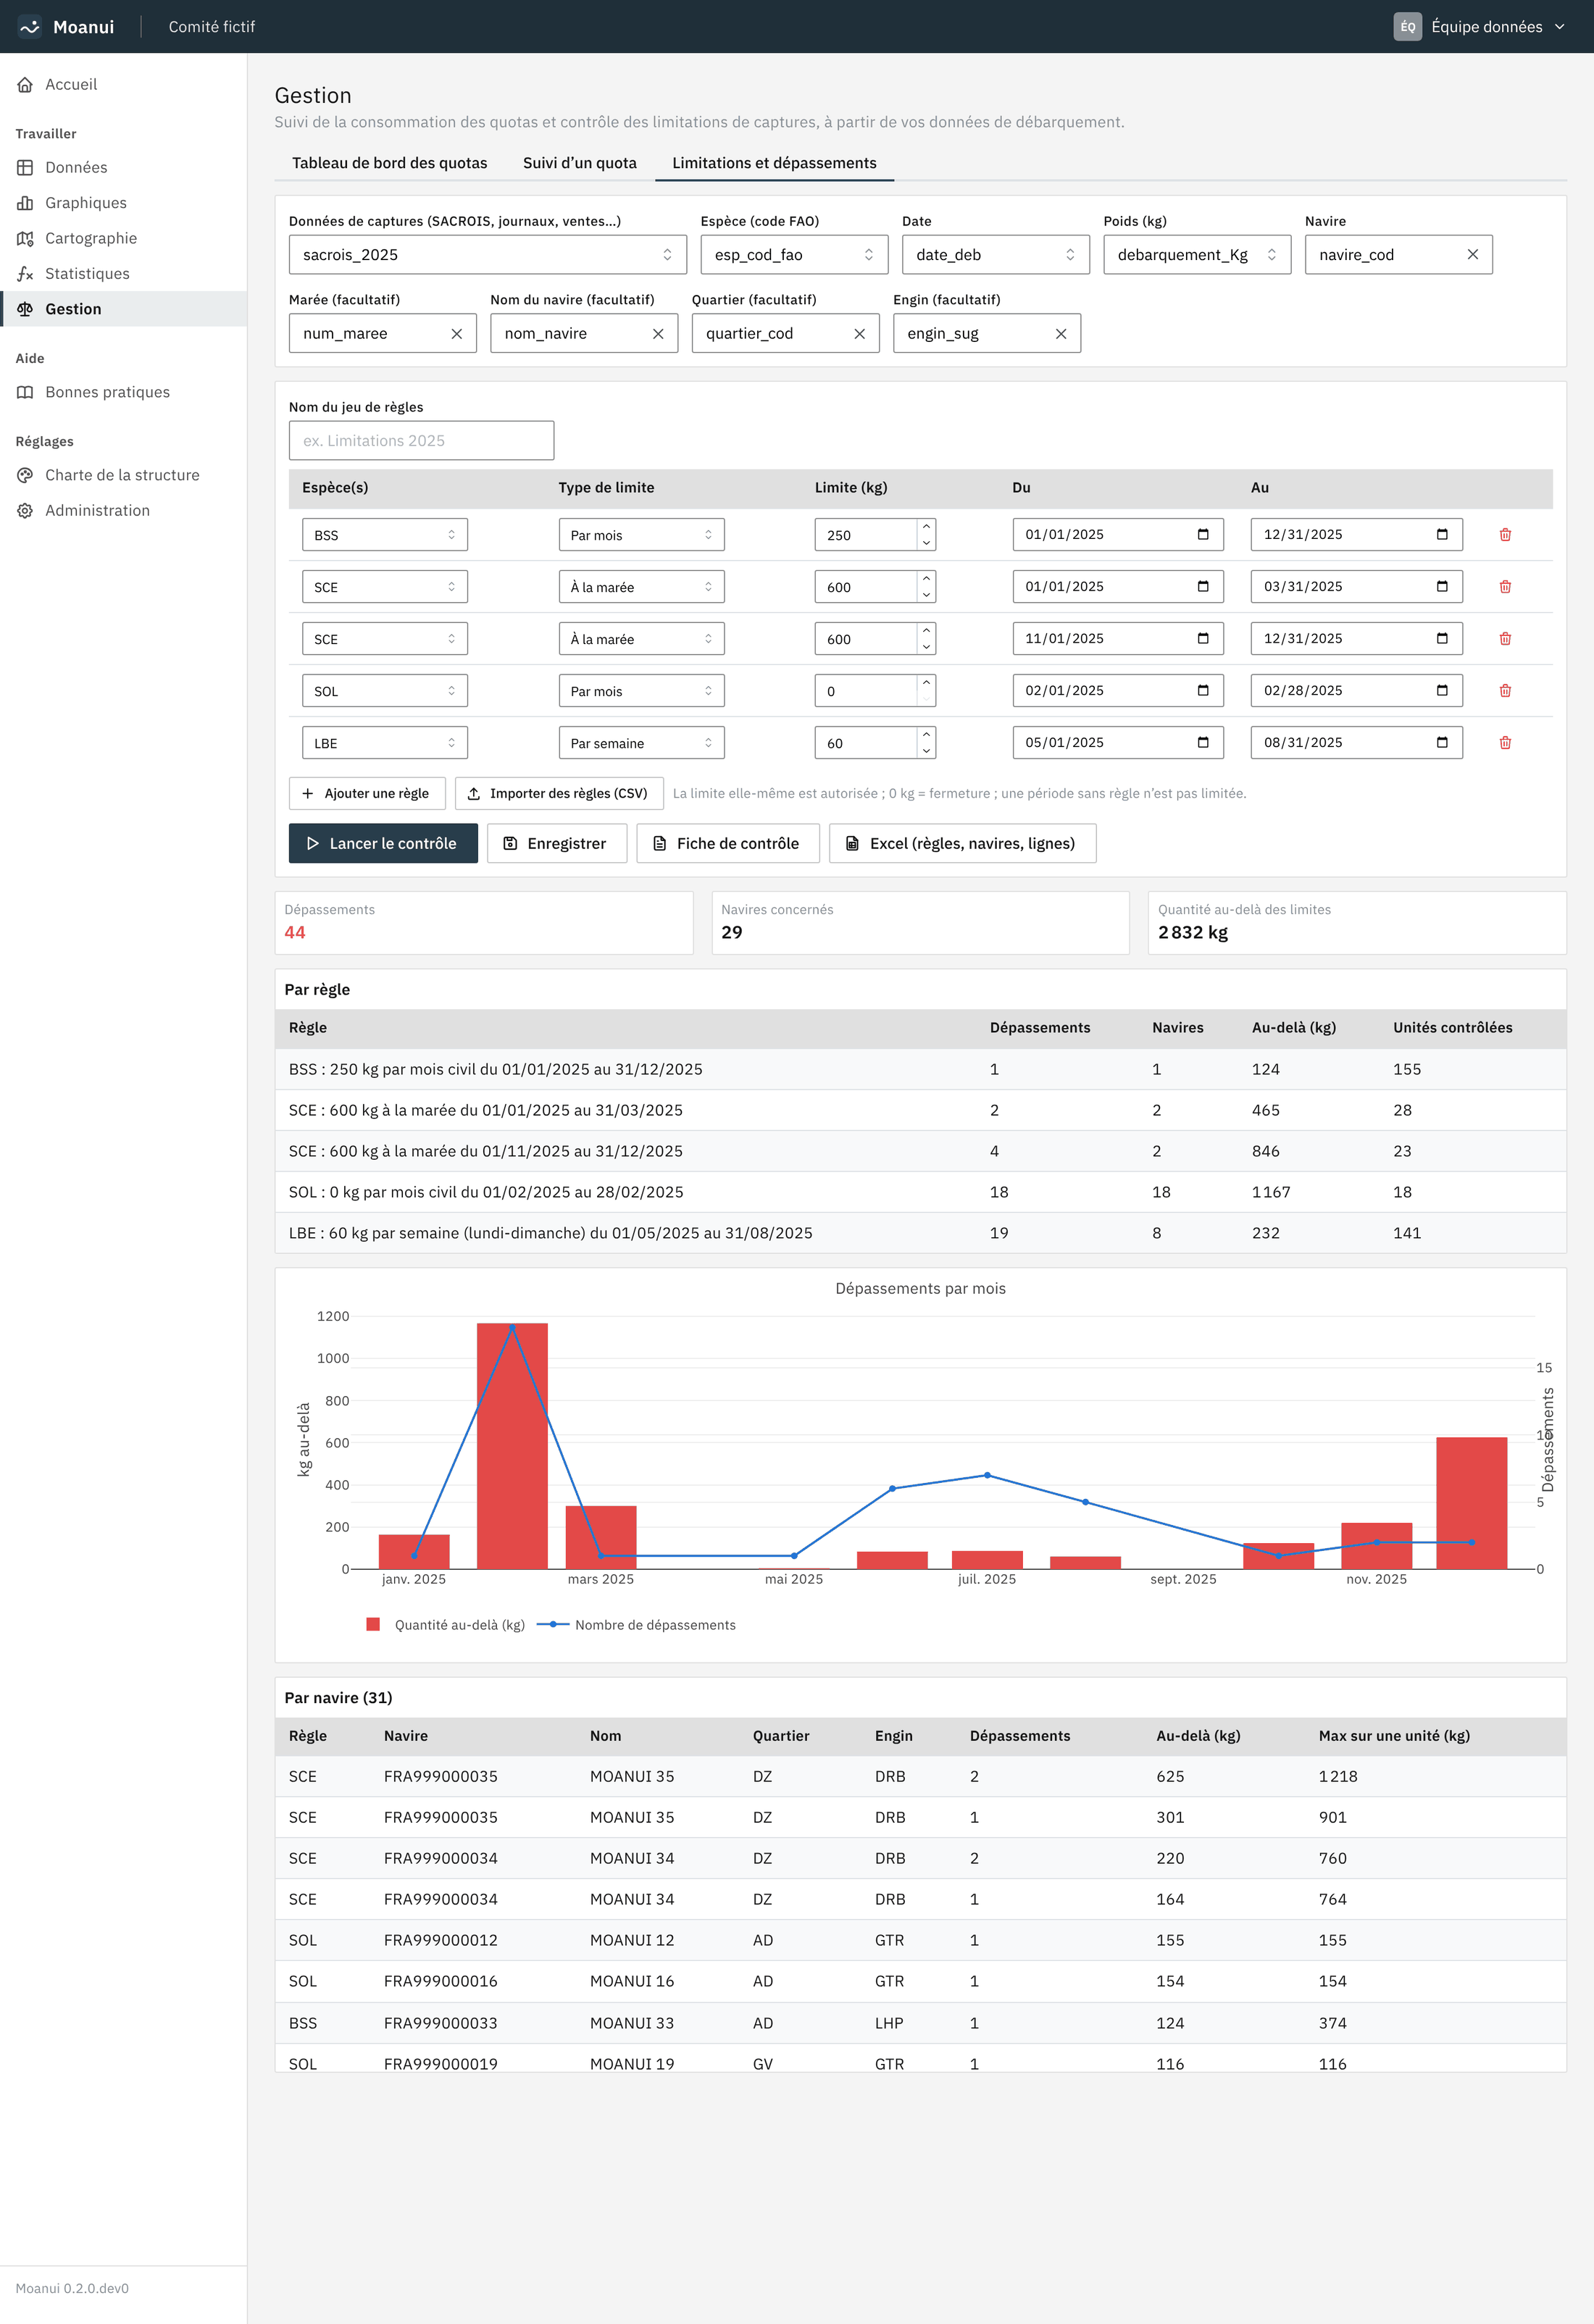 Moanui
Comité fictif
ÉQ Équipe données
Accueil
Travailler
Données
Graphiques
Cartographie
Statistiques
Gestion
Aide
Bonnes pratiques
Réglages
Charte de la structure
Administration
Moanui 0.2.0.dev0
Gestion
Suivi de la consommation des quotas et contrôle des limitations de captures, à partir de vos données de débarquement.
Tableau de bord des quotas Suivi d’un quota Limitations et dépassements
Données de captures (SACROIS, journaux, ventes…) Espèce (code FAO) Date Poids (kg) Navire
sacrois_2025 esp_cod_fao date_deb debarquement_Kg navire_cod
Marée (facultatif) Nom du navire (facultatif) Quartier (facultatif) Engin (facultatif)
num_maree nom_navire quartier_cod engin_sug
Nom du jeu de règles
ex. Limitations 2025
Espèce(s) Type de limite Limite (kg) Du Au
BSS Par mois 250 01/01/2025 12/31/2025
SCE À la marée 600 01/01/2025 03/31/2025
SCE À la marée 600 11/01/2025 12/31/2025
SOL Par mois 0 02/01/2025 02/28/2025
LBE Par semaine 60 05/01/2025 08/31/2025
Ajouter une règle Importer des règles (CSV) La limite elle-même est autorisée ; 0 kg = fermeture ; une période sans règle n’est pas limitée.
Lancer le contrôle Enregistrer Fiche de contrôle Excel (règles, navires, lignes)
Dépassements Navires concernés Quantité au-delà des limites
44 29 2 832 kg
Par règle
Règle Dépassements Navires Au-delà (kg) Unités contrôlées
BSS : 250 kg par mois civil du 01/01/2025 au 31/12/2025 1 1 124 155
SCE : 600 kg à la marée du 01/01/2025 au 31/03/2025 2 2 465 28
SCE : 600 kg à la marée du 01/11/2025 au 31/12/2025 4 2 846 23
SOL : 0 kg par mois civil du 01/02/2025 au 28/02/2025 18 18 1 167 18
LBE : 60 kg par semaine (lundi-dimanche) du 01/05/2025 au 31/08/2025 19 8 232 141
Dépassements par mois
kg au-delà
1200
1000
800
600
400
200
0
15
10
5
0
Dépassements
janv. 2025 mars 2025 mai 2025 juil. 2025 sept. 2025 nov. 2025
Quantité au-delà (kg) Nombre de dépassements
Par navire (31)
Règle Navire Nom Quartier Engin Dépassements Au-delà (kg) Max sur une unité (kg)
SCE FRA999000035 MOANUI 35 DZ DRB 2 625 1 218
SCE FRA999000035 MOANUI 35 DZ DRB 1 301 901
SCE FRA999000034 MOANUI 34 DZ DRB 2 220 760
SCE FRA999000034 MOANUI 34 DZ DRB 1 164 764
SOL FRA999000012 MOANUI 12 AD GTR 1 155 155
SOL FRA999000016 MOANUI 16 AD GTR 1 154 154
BSS FRA999000033 MOANUI 33 AD LHP 1 124 374
SOL FRA999000019 MOANUI 19 GV GTR 1 116 116